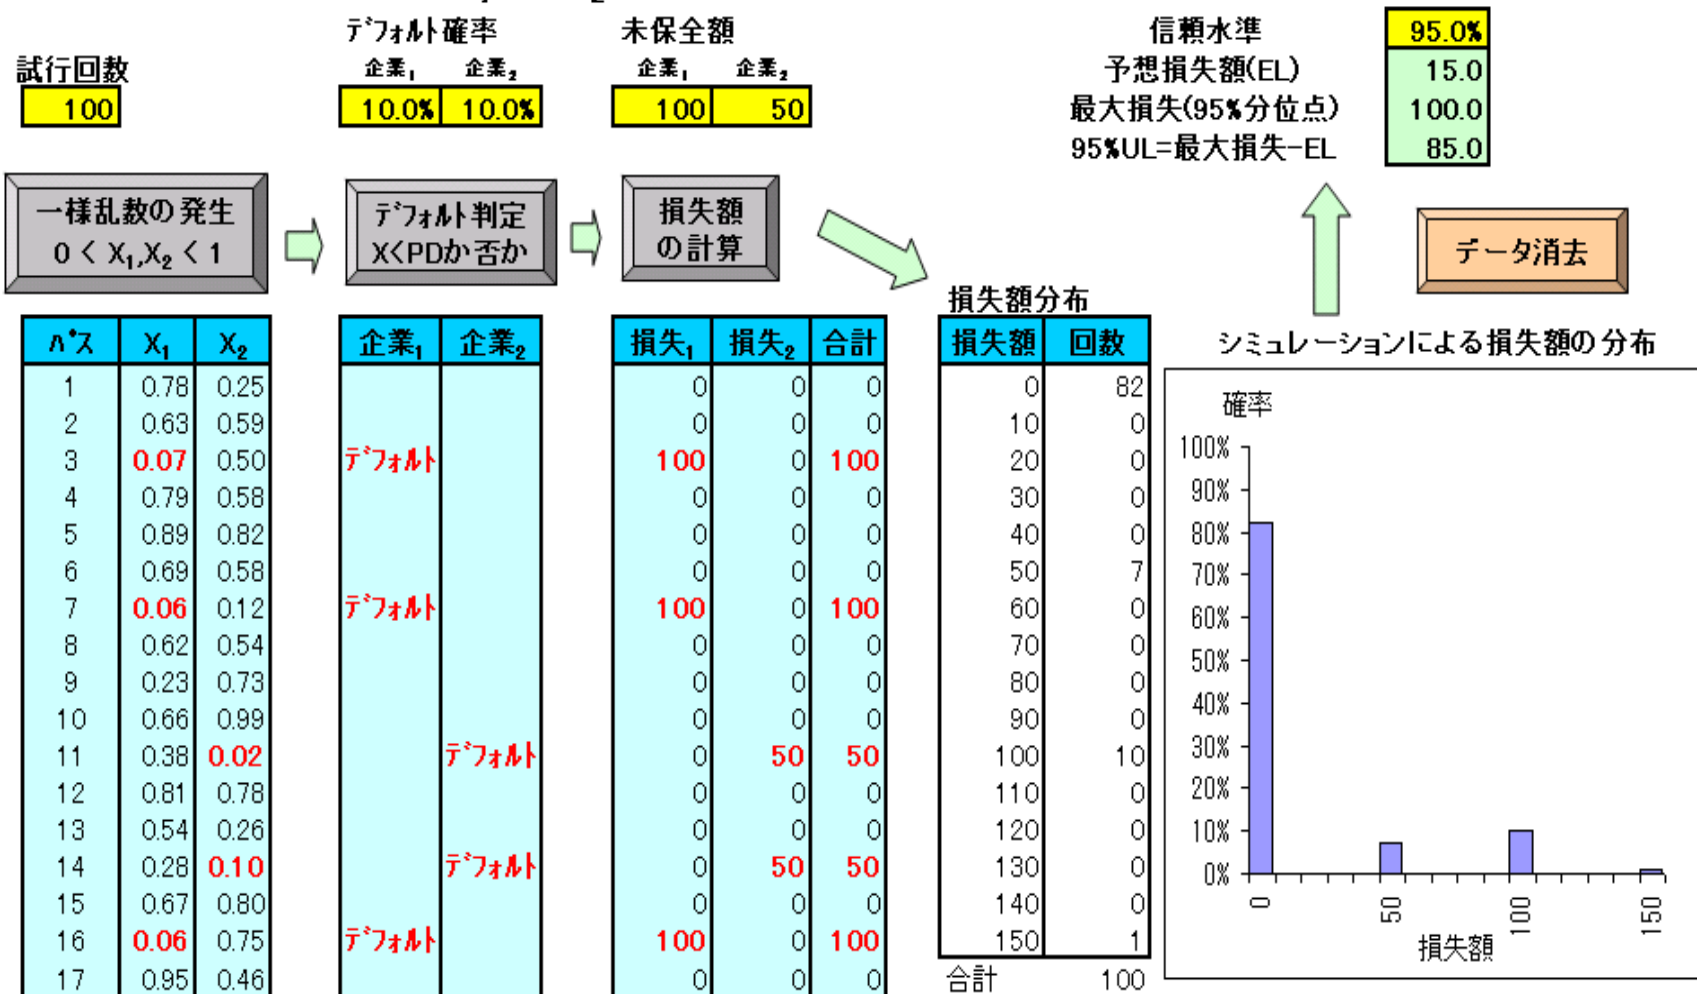 デフォルト確率 未保全額 信頼水準 95.0%
試行回数 企業₁ 企業₂ 企業₁ 企業₂ 予想損失額(EL) 15.0
100 10.0% 10.0% 100 50 最大損失(95%分位点) 100.0
95%UL=最大損失-EL 85.0
一様乱数の発生
0 < X₁,X₂ < 1
デフォルト判定
X<PDか否か
損失額
の計算
データ消去
損失額分布
シミュレーションによる損失額の分布
パス X₁ X₂ 企業₁ 企業₂ 損失₁ 損失₂ 合計 損失額 回数
1 0.78 0.25 0 0 0 0 82
2 0.63 0.59 0 0 0 10 0
3 0.07 0.50 デフォルト 100 0 100 20 0
4 0.79 0.58 0 0 0 30 0
5 0.89 0.82 0 0 0 40 0
6 0.69 0.58 0 0 0 50 7
7 0.06 0.12 デフォルト 100 0 100 60 0
8 0.62 0.54 0 0 0 70 0
9 0.23 0.73 0 0 0 80 0
10 0.66 0.99 0 0 0 90 0
11 0.38 0.02 デフォルト 0 50 50 100 10
12 0.81 0.78 0 0 0 110 0
13 0.54 0.26 0 0 0 120 0
14 0.28 0.10 デフォルト 0 50 50 130 0
15 0.67 0.80 0 0 0 140 0
16 0.06 0.75 デフォルト 100 0 100 150 1
17 0.95 0.46 0 0 0 合計 100
確率
100%
90%
80%
70%
60%
50%
40%
30%
20%
10%
0%
0 50 100 150
損失額